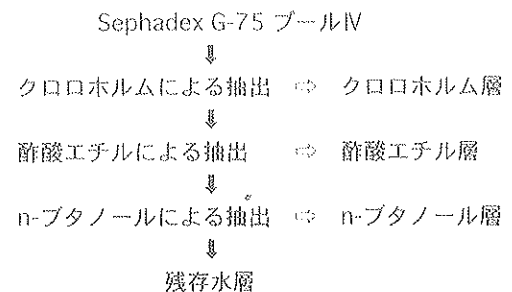 Sephadex G-75 プールⅣ
⇓
クロロホルムによる抽出 ⇨ クロロホルム層
⇓
酢酸エチルによる抽出 ⇨ 酢酸エチル層
⇓
n-ブタノールによる抽出 ⇨ n-ブタノール層
⇓
残存水層